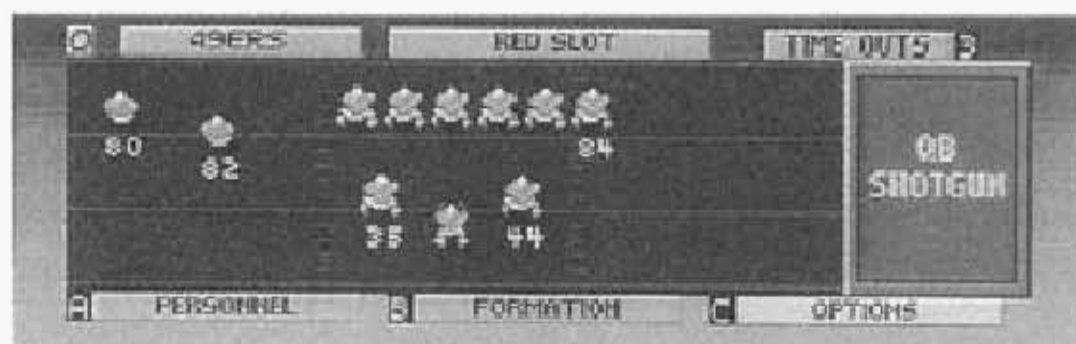 49ERS RED SLOT TIME OUTS 3
80 82 84
35 44
QB
SHOTGUN
A PERSONNEL B FORMATION C OPTIONS